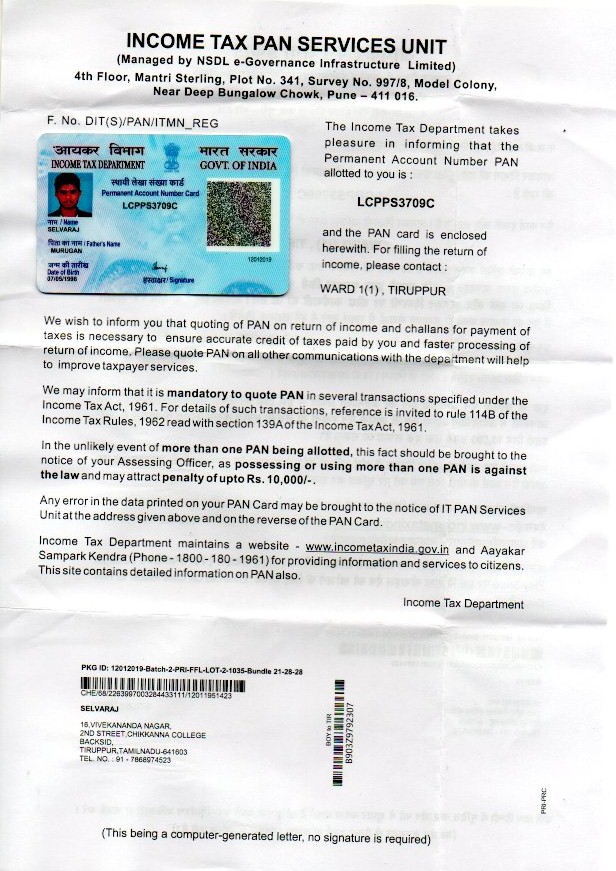 INCOME TAX PAN SERVICES UNIT
(Managed by NSDL e-Governance Infrastructure Limited)
4th Floor, Mantri Sterling, Plot No. 341, Survey No. 997/8, Model Colony,
Near Deep Bungalow Chowk, Pune – 411 016.
F. No. DIT(S)/PAN/ITMN_REG
आयकर विभाग
INCOME TAX DEPARTMENT
भारत सरकार
GOVT. OF INDIA
स्थायी लेखा संख्या कार्ड
Permanent Account Number Card
LCPPS3709C
नाम / Name
SELVARAJ
पिता का नाम / Father's Name
MURUGAN
जन्म की तारीख
Date of Birth
07/05/1996
हस्ताक्षर / Signature
12012019
The Income Tax Department takes
pleasure in informing that the
Permanent Account Number PAN
allotted to you is :
LCPPS3709C
and the PAN card is enclosed
herewith. For filling the return of
income, please contact :
WARD 1(1) , TIRUPPUR
We wish to inform you that quoting of PAN on return of income and challans for payment of
taxes is necessary to ensure accurate credit of taxes paid by you and faster processing of
return of income. Please quote PAN on all other communications with the department will help
to improve taxpayer services.
We may inform that it is mandatory to quote PAN in several transactions specified under the
Income Tax Act, 1961. For details of such transactions, reference is invited to rule 114B of the
Income Tax Rules, 1962 read with section 139A of the Income Tax Act, 1961.
In the unlikely event of more than one PAN being allotted, this fact should be brought to the
notice of your Assessing Officer, as possessing or using more than one PAN is against
the law and may attract penalty of upto Rs. 10,000/-.
Any error in the data printed on your PAN Card may be brought to the notice of IT PAN Services
Unit at the address given above and on the reverse of the PAN Card.
Income Tax Department maintains a website - www.incometaxindia.gov.in and Aayakar
Sampark Kendra (Phone - 1800 - 180 - 1961) for providing information and services to citizens.
This site contains detailed information on PAN also.
Income Tax Department
PKG ID: 12012019-Batch-2-PRI-FFL-LOT-2-1035-Bundle 21-28-28
CHE/68/2263997003284433111/12011951423
SELVARAJ
16,VIVEKANANDA NAGAR,
2ND STREET,CHIKKANNA COLLEGE
BACKSID,
TIRUPPUR,TAMILNADU-641603
TEL. NO. : 91 - 7868974523
BOY to TIR
B903Z9792307
PRI-PRC
(This being a computer-generated letter, no signature is required)